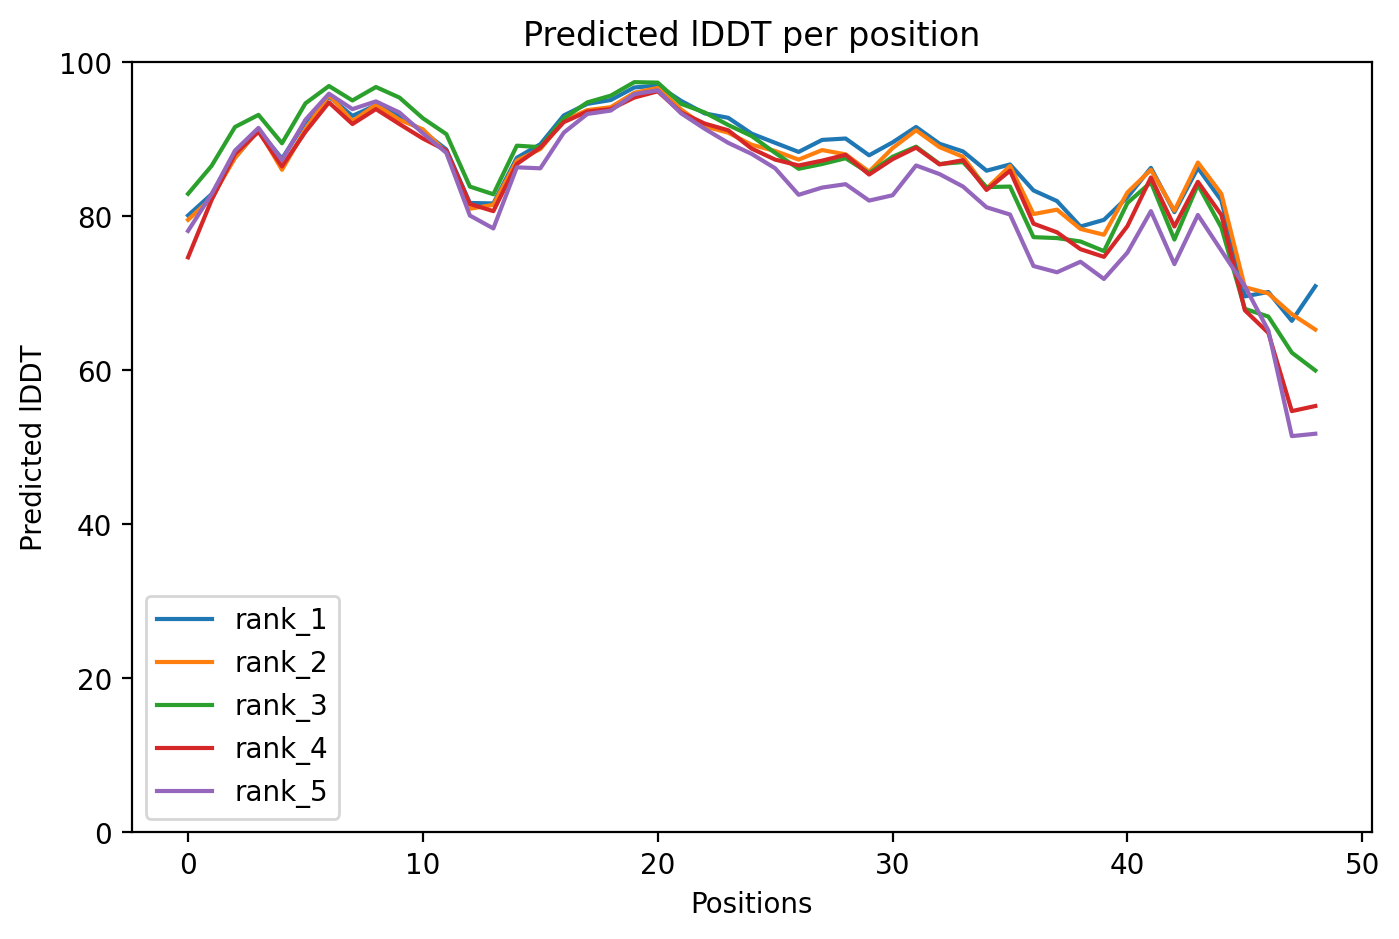 Predicted lDDT per position
100
80
60
40
20
0
Predicted lDDT
rank_1
rank_2
rank_3
rank_4
rank_5
0 10 20 30 40 50
Positions